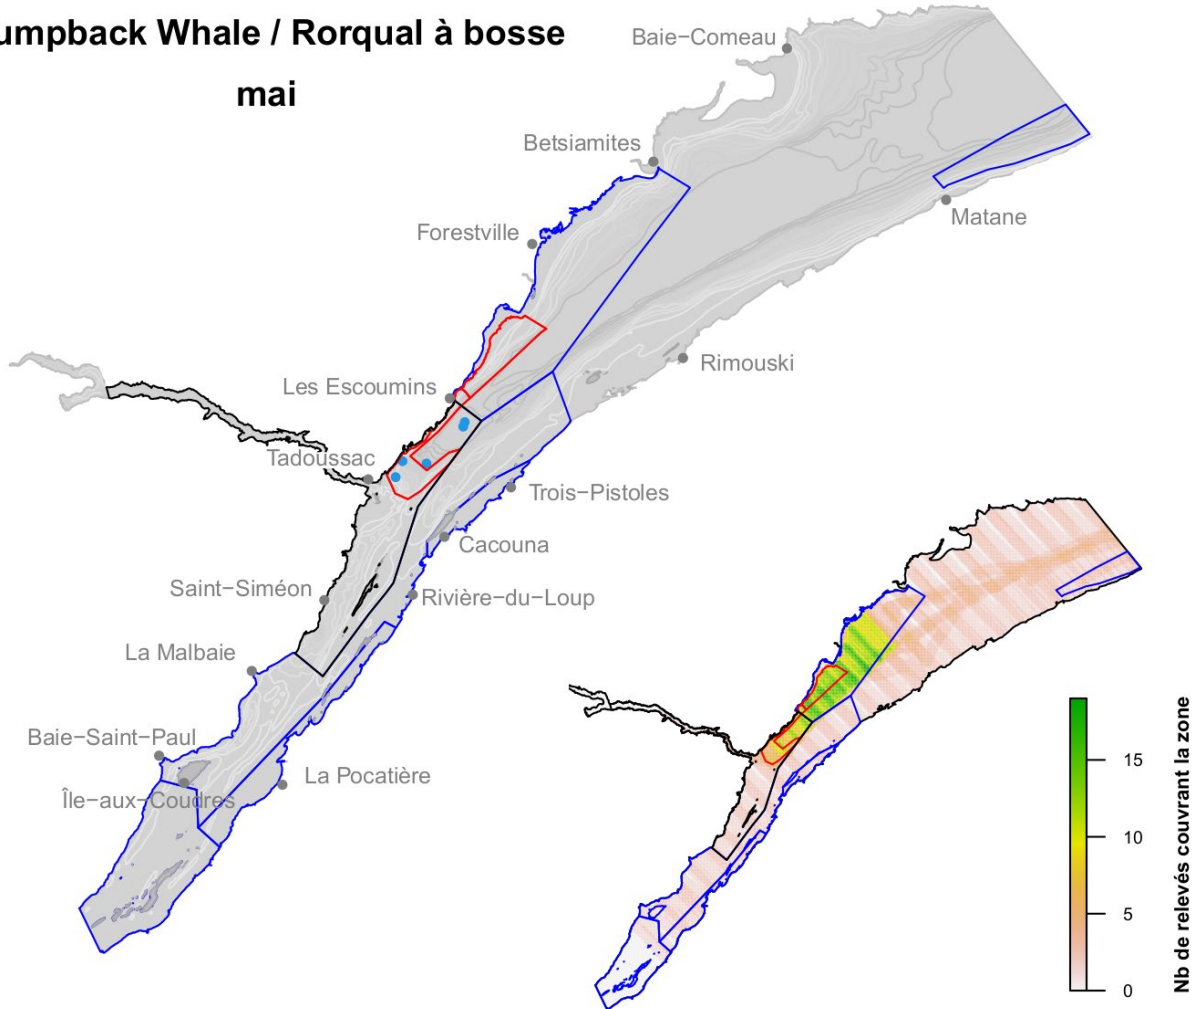 umpback Whale / Rorqual à bosse
mai
Baie−Comeau
Betsiamites
Matane
Forestville
Rimouski
Les Escoumins
Tadoussac
Trois−Pistoles
Cacouna
Saint−Siméon
Rivière−du−Loup
La Malbaie
Baie−Saint−Paul
La Pocatière
Île−aux−Coudres
15
10
5
0
Nb de relevés couvrant la zone